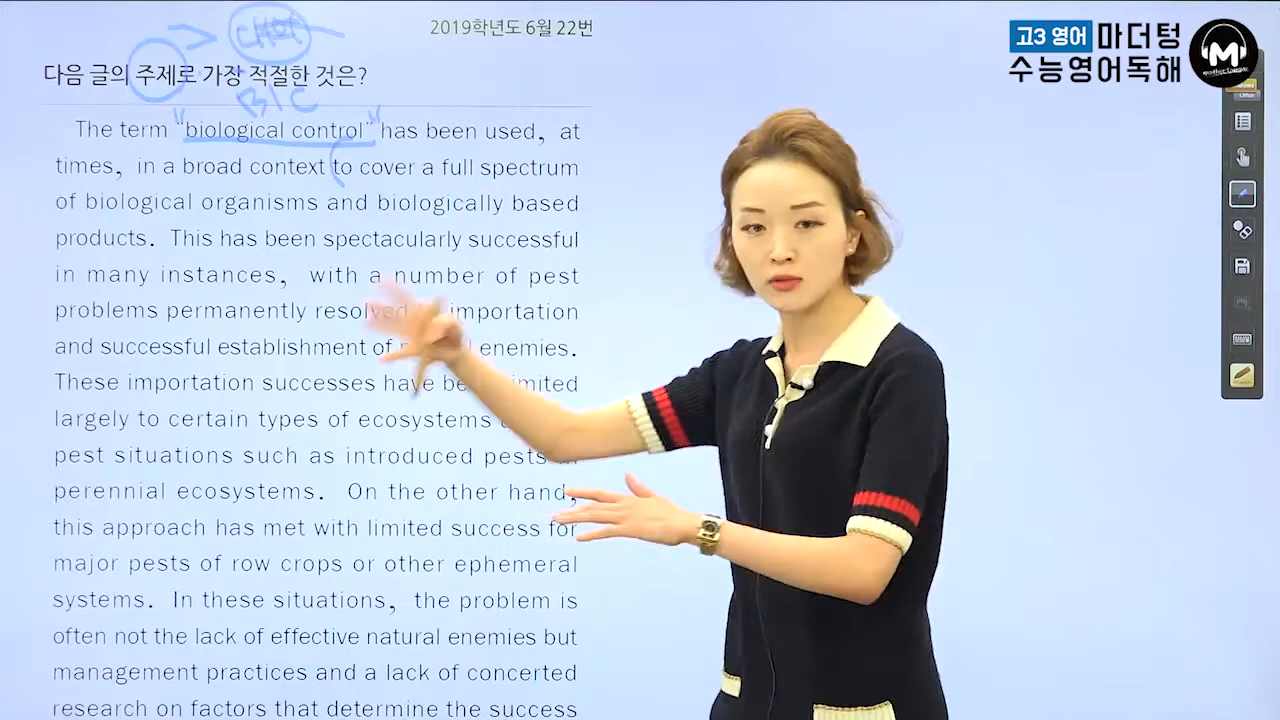 2019학년도 6월 22번
고3 영어 마더텅
수능영어독해
다음 글의 주제로 가장 적절한 것은?
The term "biological control" has been used, at
times, in a broad context to cover a full spectrum
of biological organisms and biologically based
products. This has been spectacularly successful
in many instances, with a number of pest
problems permanently resolved importation
and successful establishment of enemies.
These importation successes have limited
largely to certain types of ecosystems
pest situations such as introduced pests
perennial ecosystems. On the other hand,
this approach has met with limited success for
major pests of row crops or other ephemeral
systems. In these situations, the problem is
often not the lack of effective natural enemies but
management practices and a lack of concerted
research on factors that determine the success